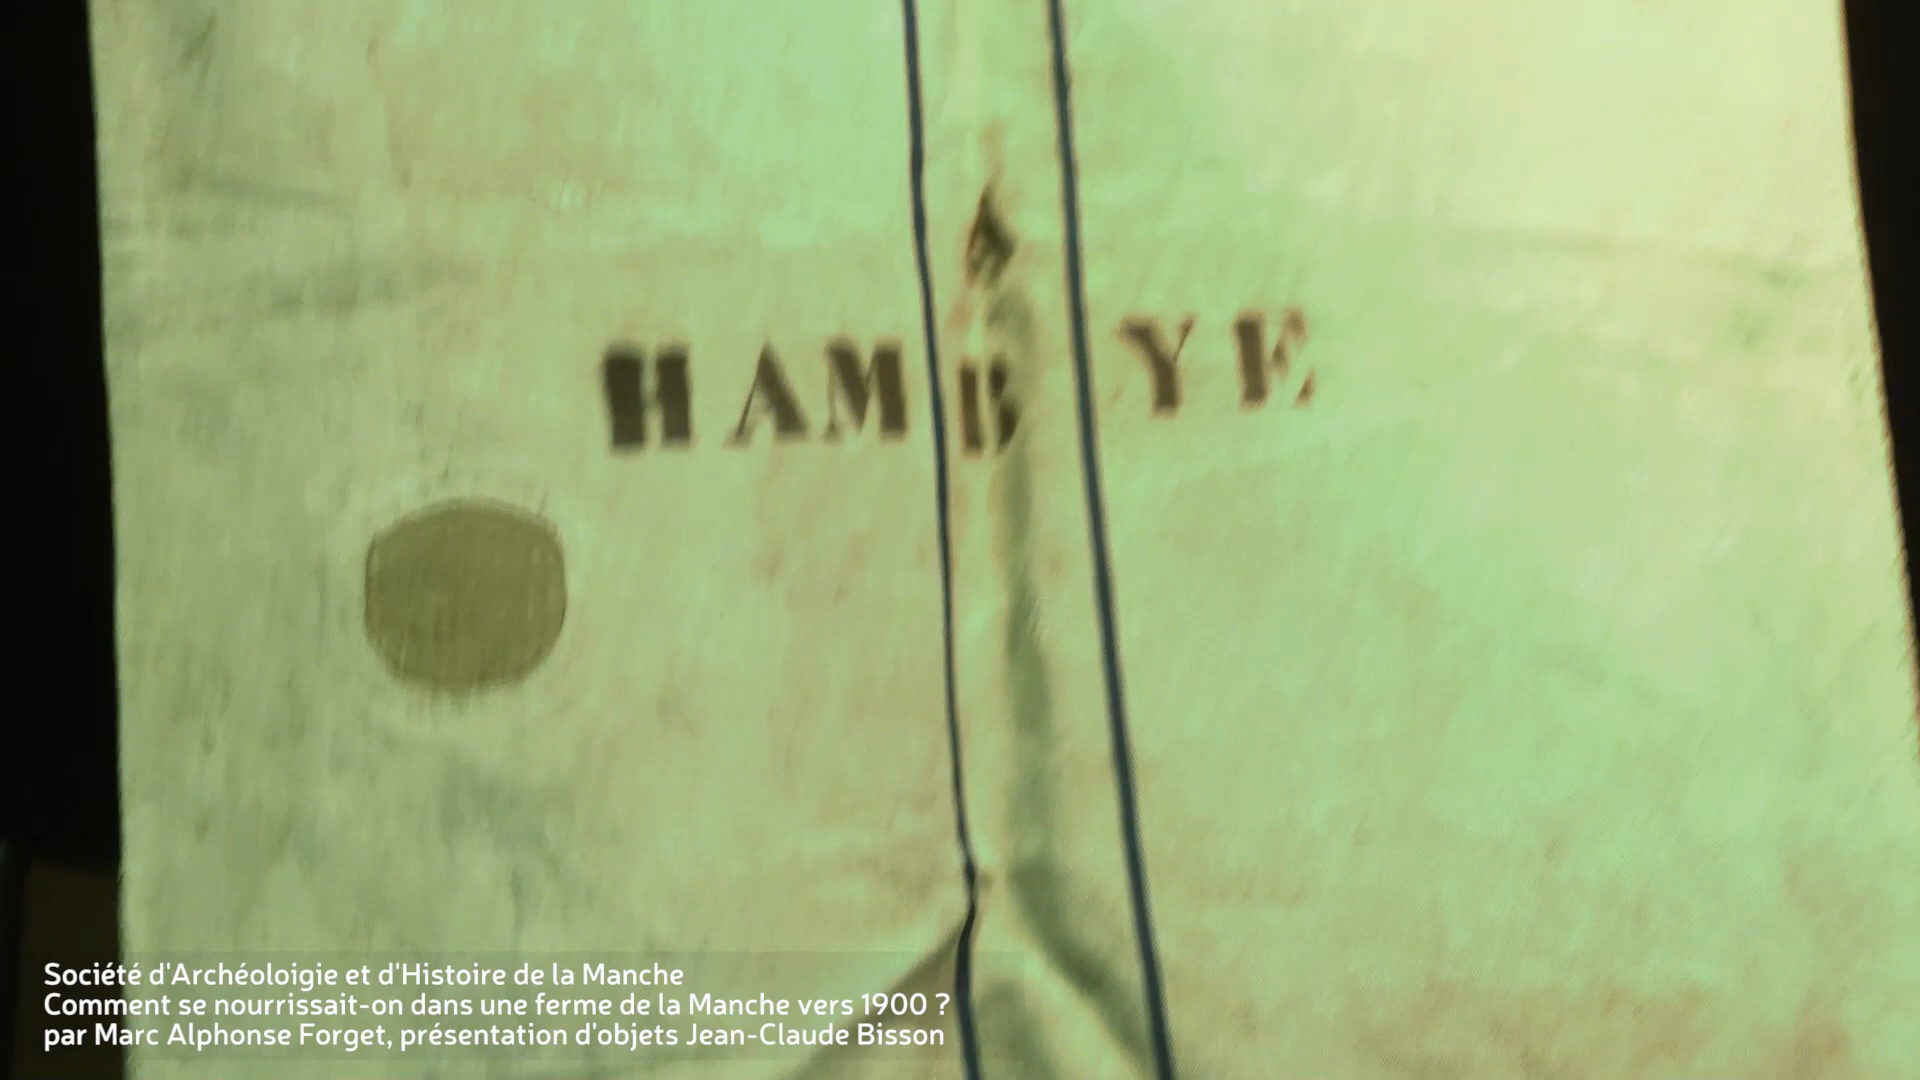 A
HAMBYE
Société d'Archéoloigie et d'Histoire de la Manche
Comment se nourrissait-on dans une ferme de la Manche vers 1900 ?
par Marc Alphonse Forget, présentation d'objets Jean-Claude Bisson